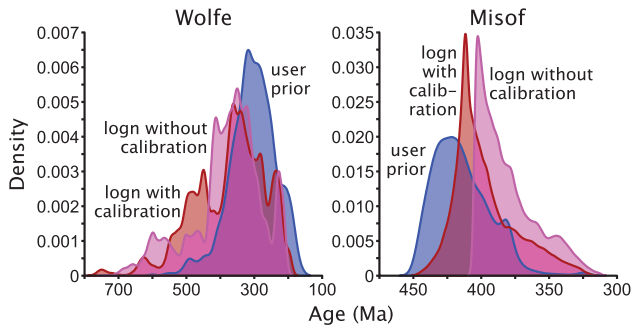 Wolfe
Misof
Density
0.007
0.006
0.005
0.004
0.003
0.002
0.001
0
user
prior
logn without
calibration
logn with
calibration
700
500
300
100
0.035
0.030
0.025
0.020
0.015
0.010
0.005
0
logn
with
calib-
ration
logn without
calibration
user
prior
450
400
350
300
Age (Ma)